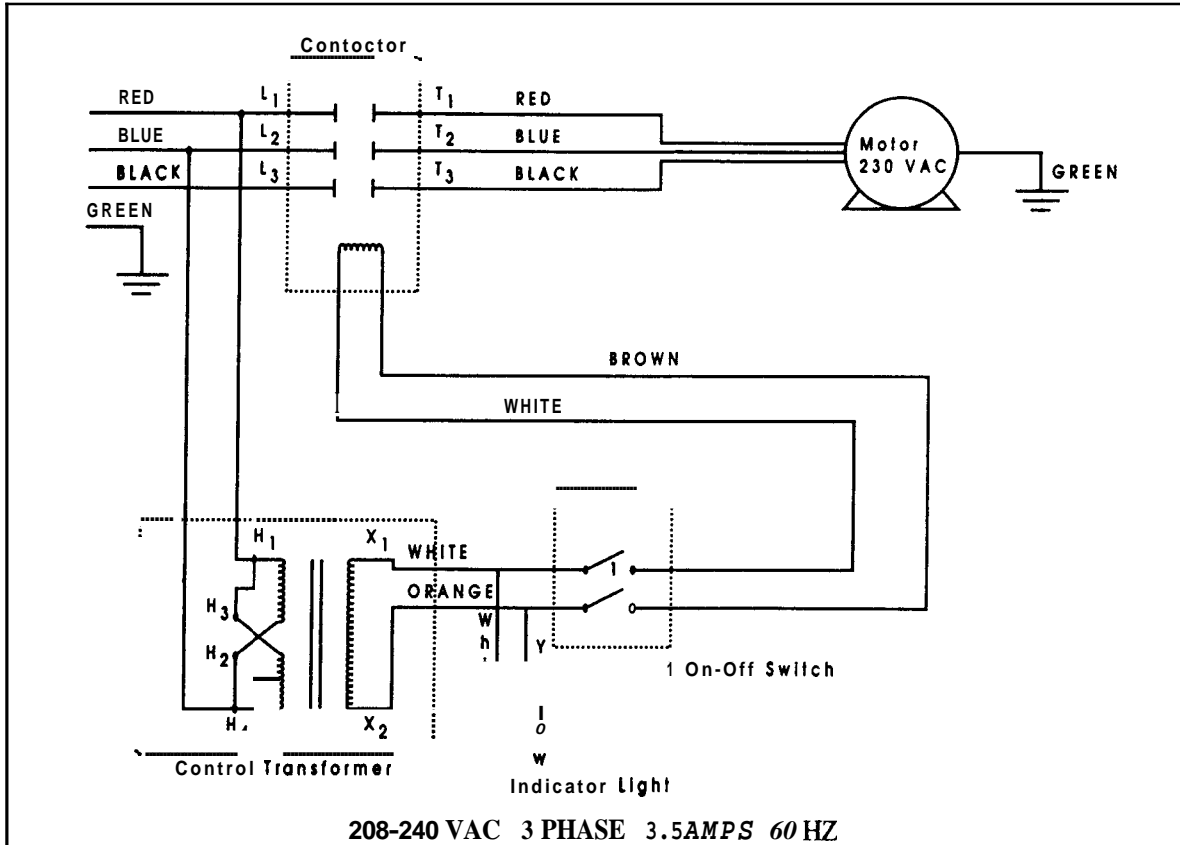 Contoctor
RED
L1
T1
RED
BLUE
L2
T2
BLUE
BLACK
L3
T3
BLACK
Motor
230 VAC
GREEN
GREEN
BROWN
WHITE
H1
X1
WHITE
1
ORANGE
H3
H2
Wh
Y
1 On-Off Switch
X2
l
o
w
Control Transformer
Indicator Light
208-240 VAC 3 PHASE 3.5AMPS 60 HZ